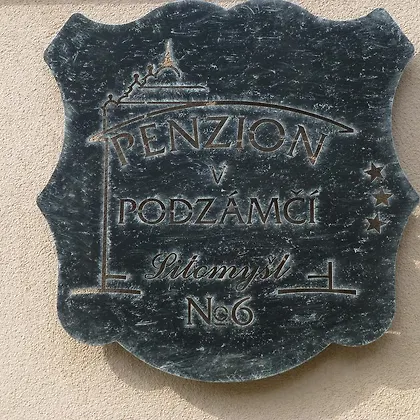 PENZION
V
PODZÁMČÍ
Litomyšl
No6